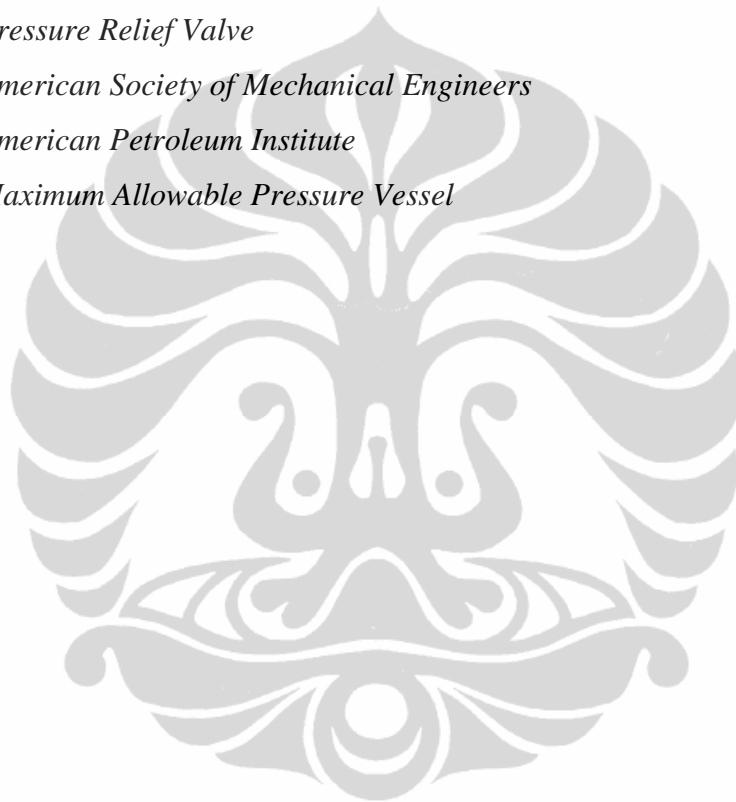 ressure Relief Valve
merican Society of Mechanical Engineers
merican Petroleum Institute
aximum Allowable Pressure Vessel